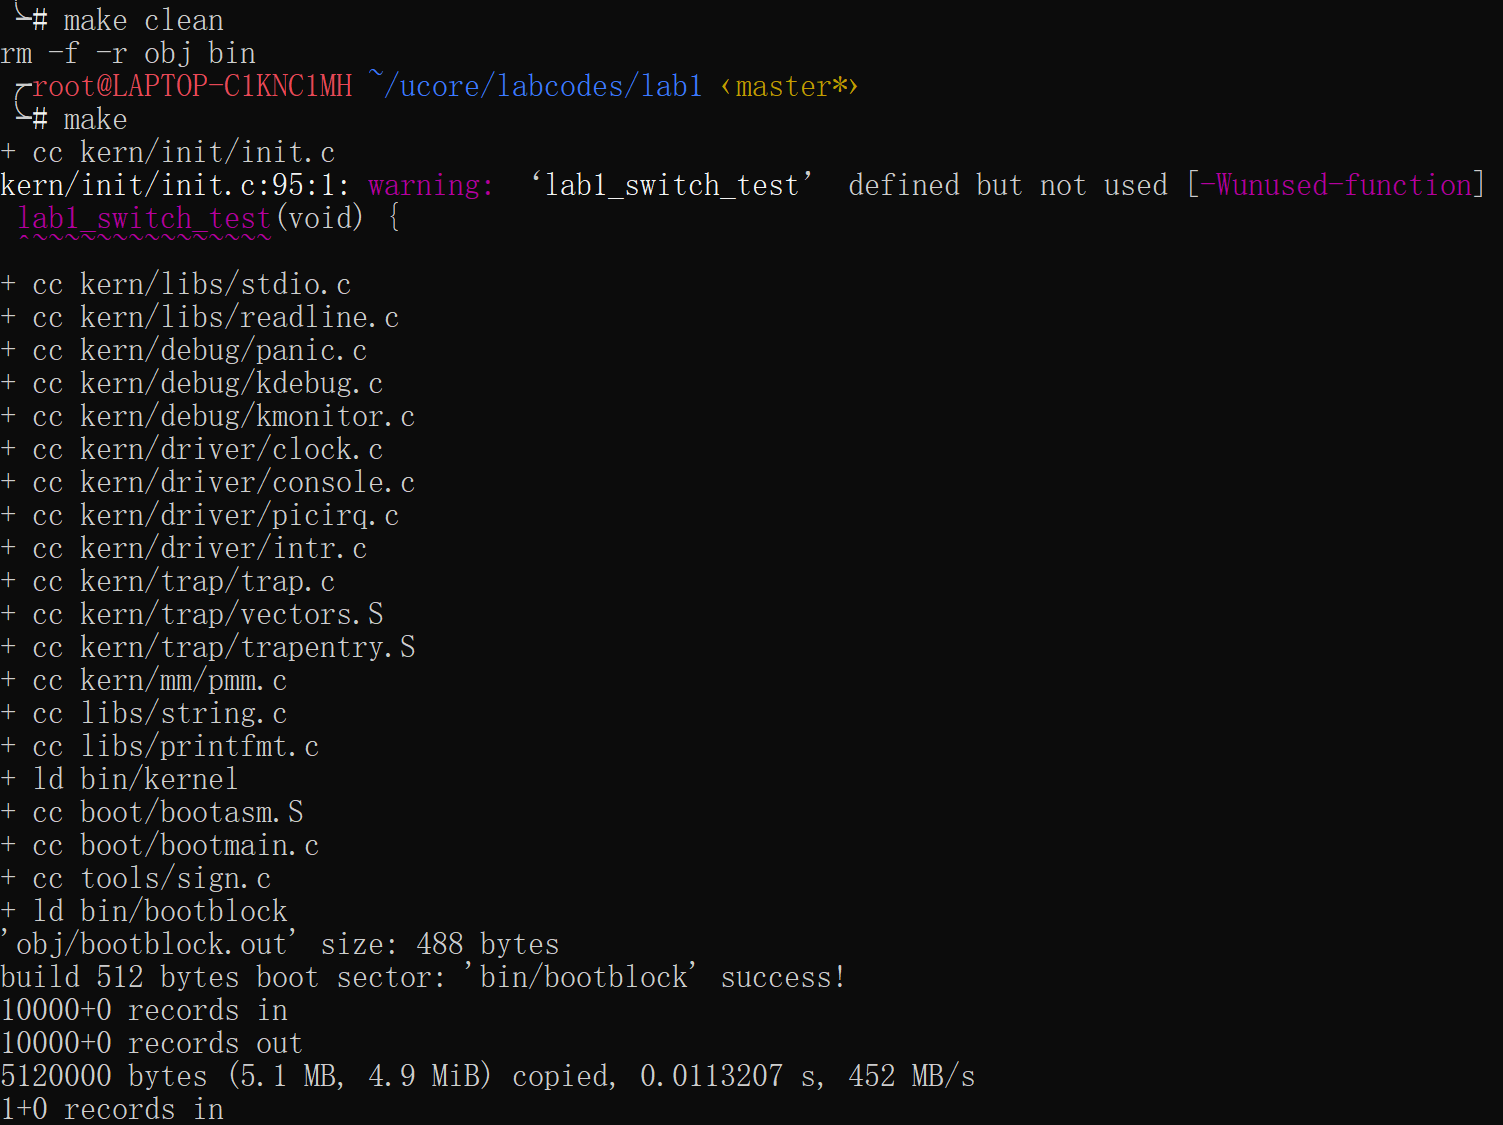 ╰─# make clean
rm -f -r obj bin
╭─root@LAPTOP-C1KNC1MH ~/ucore/labcodes/lab1 ‹master*›
╰─# make
+ cc kern/init/init.c
kern/init/init.c:95:1: warning: ‘lab1_switch_test’ defined but not used [-Wunused-function]
 lab1_switch_test(void) {
 ^~~~~~~~~~~~~~~~
+ cc kern/libs/stdio.c
+ cc kern/libs/readline.c
+ cc kern/debug/panic.c
+ cc kern/debug/kdebug.c
+ cc kern/debug/kmonitor.c
+ cc kern/driver/clock.c
+ cc kern/driver/console.c
+ cc kern/driver/picirq.c
+ cc kern/driver/intr.c
+ cc kern/trap/trap.c
+ cc kern/trap/vectors.S
+ cc kern/trap/trapentry.S
+ cc kern/mm/pmm.c
+ cc libs/string.c
+ cc libs/printfmt.c
+ ld bin/kernel
+ cc boot/bootasm.S
+ cc boot/bootmain.c
+ cc tools/sign.c
+ ld bin/bootblock
'obj/bootblock.out' size: 488 bytes
build 512 bytes boot sector: 'bin/bootblock' success!
10000+0 records in
10000+0 records out
5120000 bytes (5.1 MB, 4.9 MiB) copied, 0.0113207 s, 452 MB/s
1+0 records in